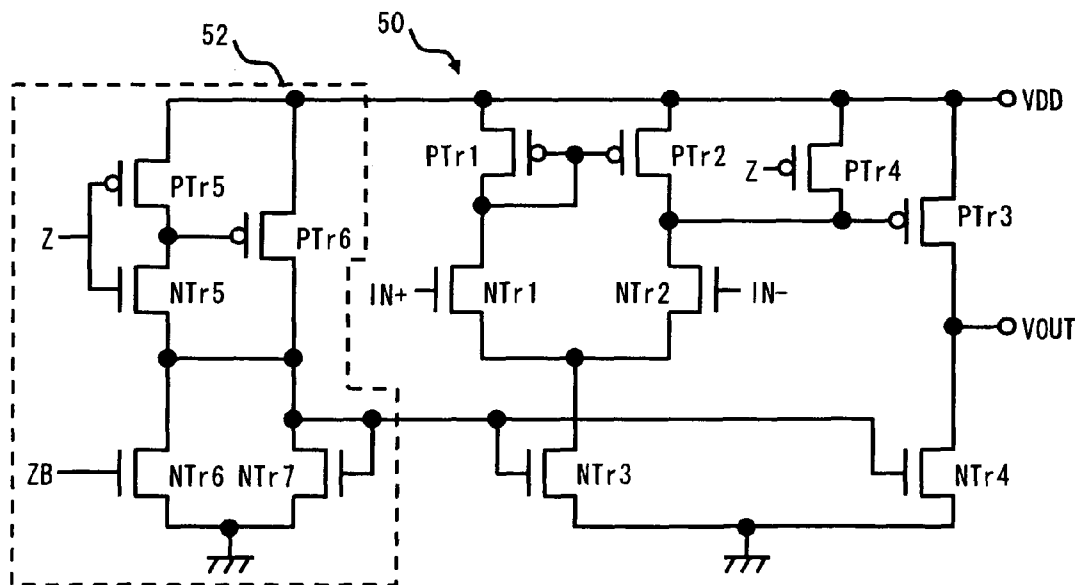 52
50
VDD
PTr1
PTr2
Z
PTr4
PTr5
PTr3
Z
PTr6
NTr5
IN+
NTr1
NTr2
IN-
VOUT
ZB
NTr6
NTr7
NTr3
NTr4